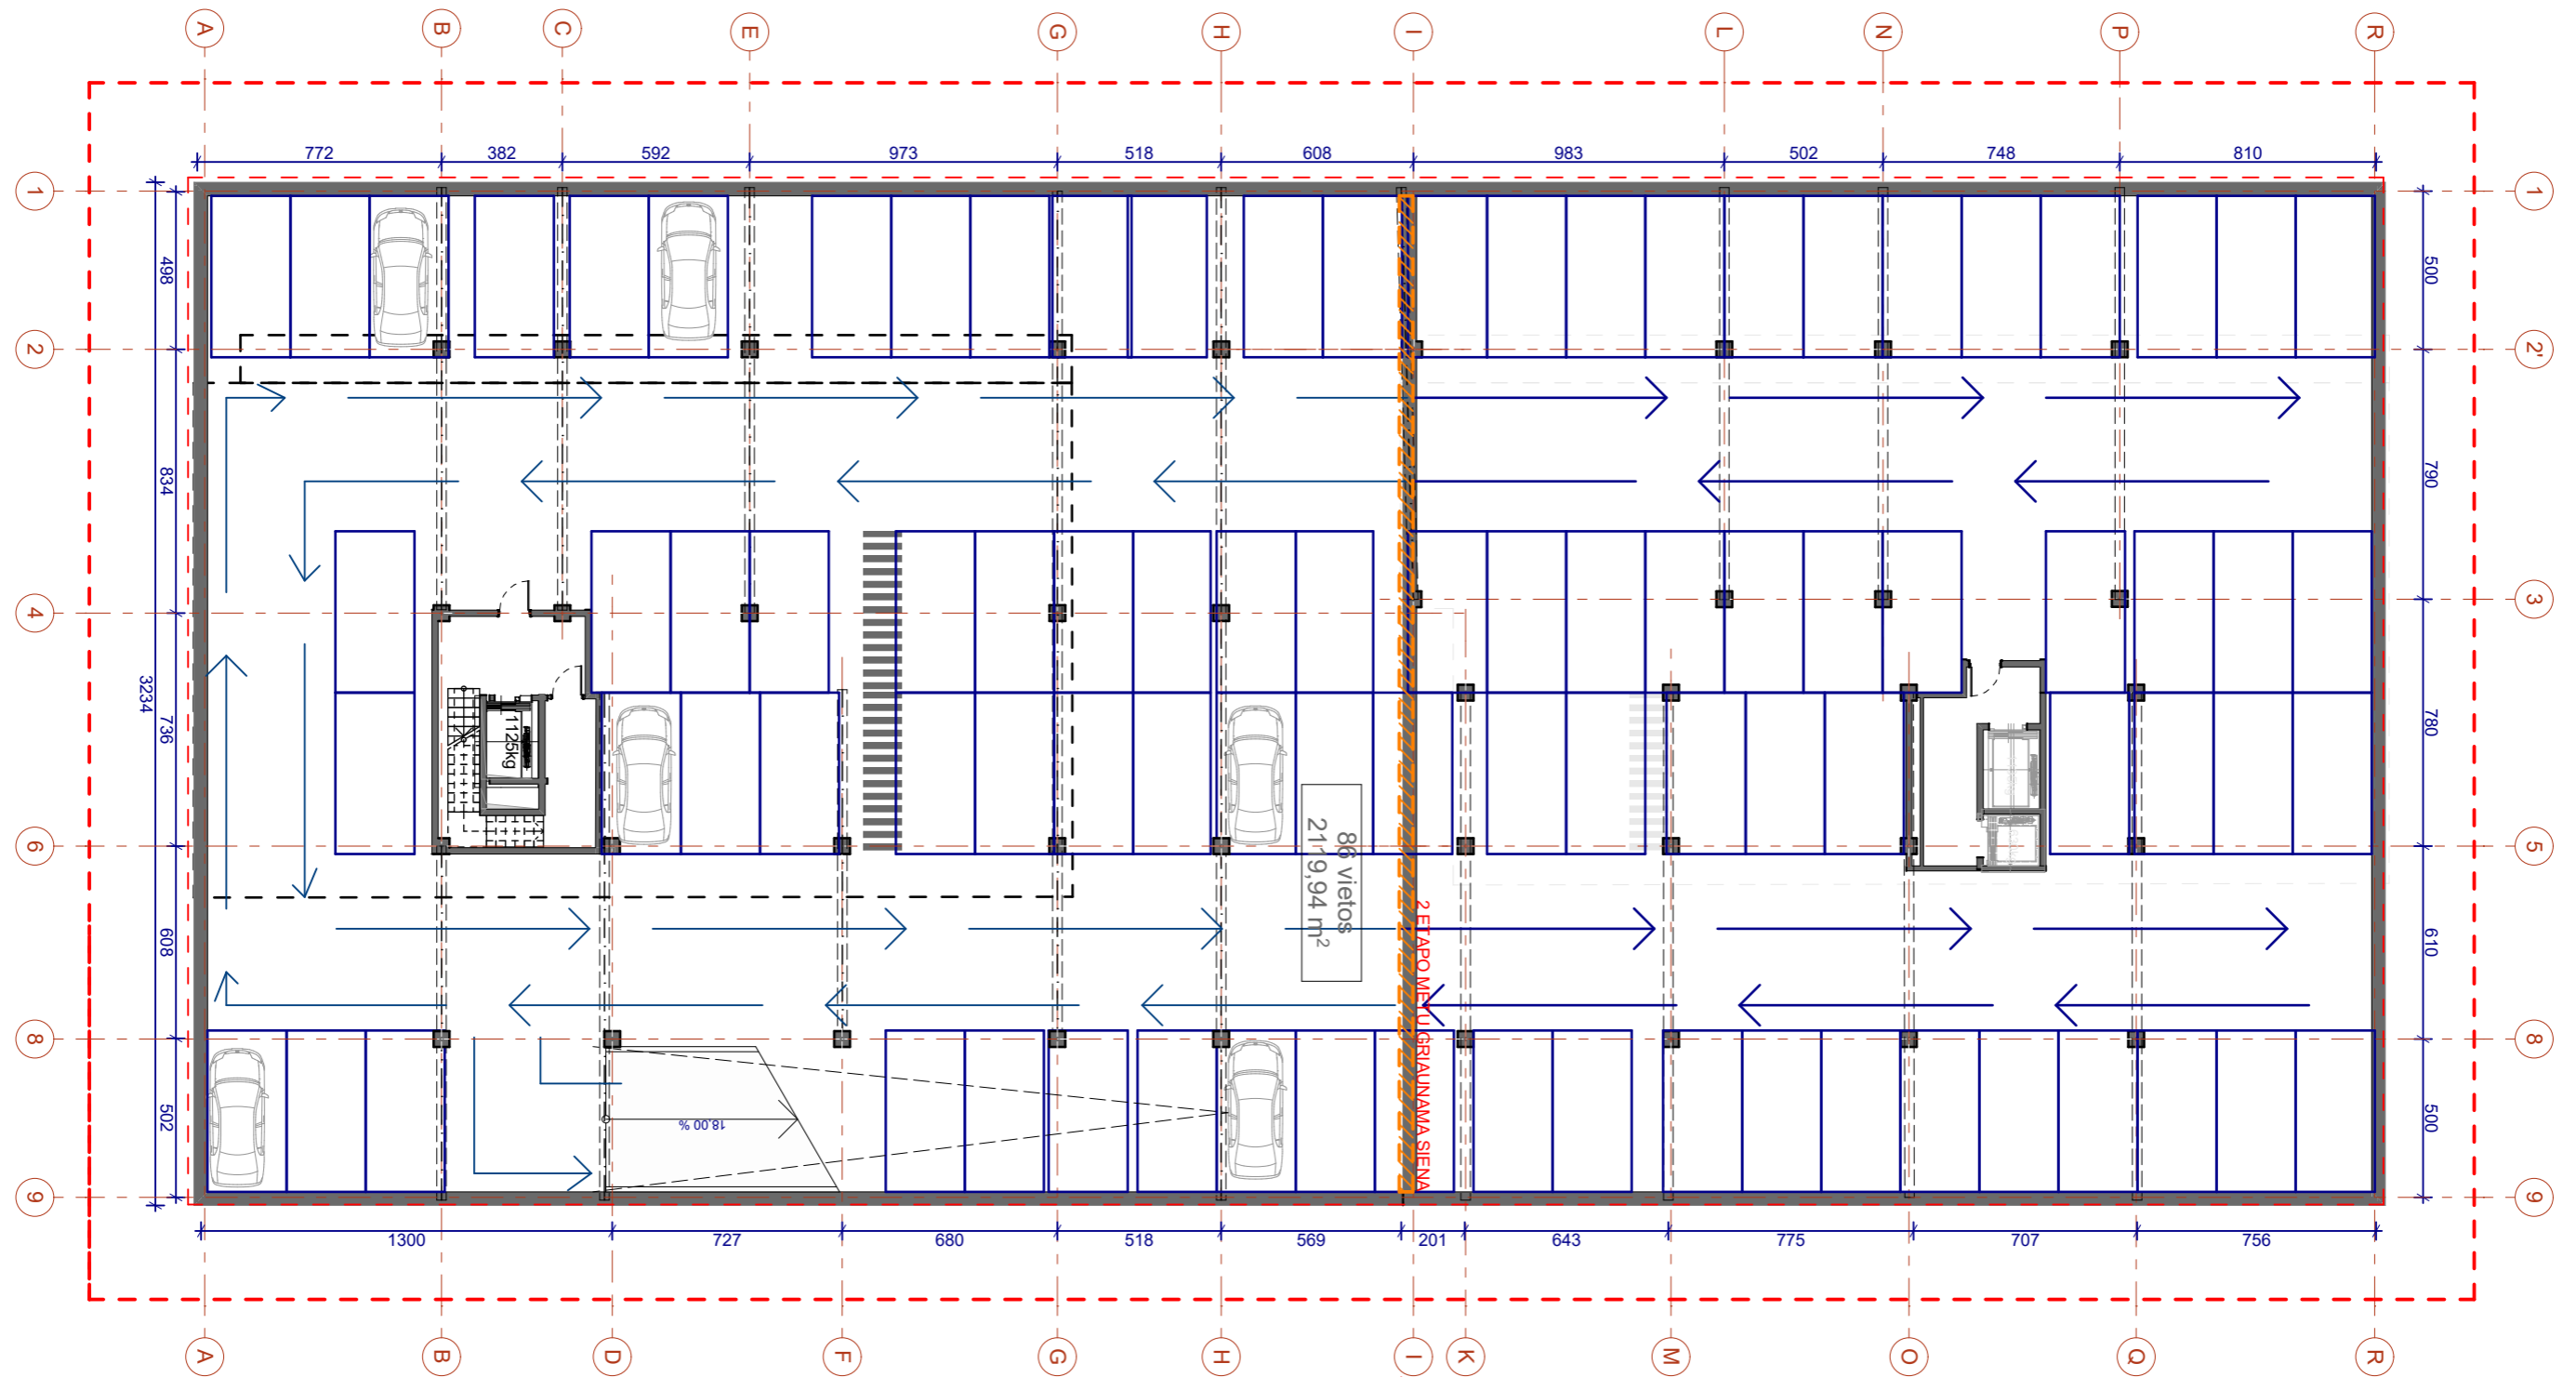 A B C E G H I L N P R
772 382 592 973 518 608 983 502 748 810
1 1
498 500
2 2'
834 790
4 3
3234
736 780
1125kg
6 5
86 vietos
2119,94 m²
2 ETAPO METU GRIAUNAMA SIENA
608 610
8 8
18,00 %
502 500
9 9
1300 727 680 518 569 201 643 775 707 756
A B D F G H I K M O Q R